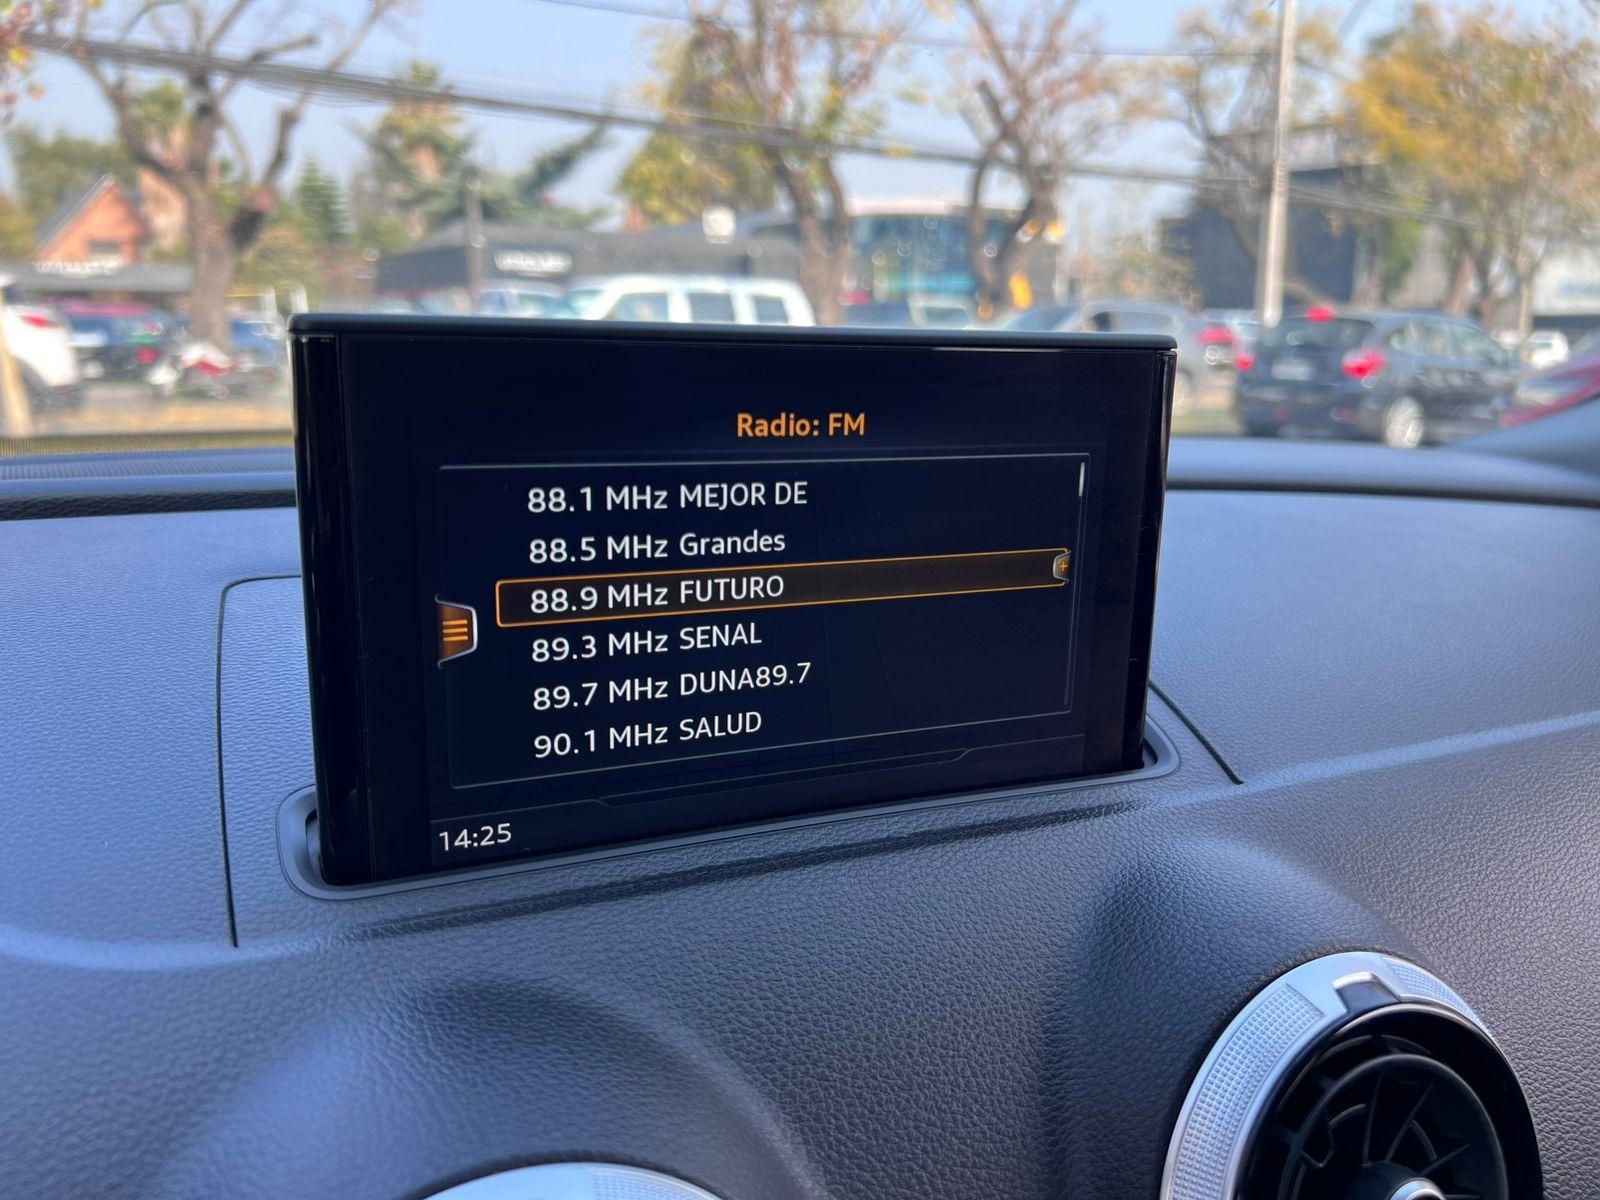 Radio: FM
88.1 MHz MEJOR DE
88.5 MHz Grandes
88.9 MHz FUTURO
89.3 MHz SENAL
89.7 MHz DUNA89.7
90.1 MHz SALUD
14:25